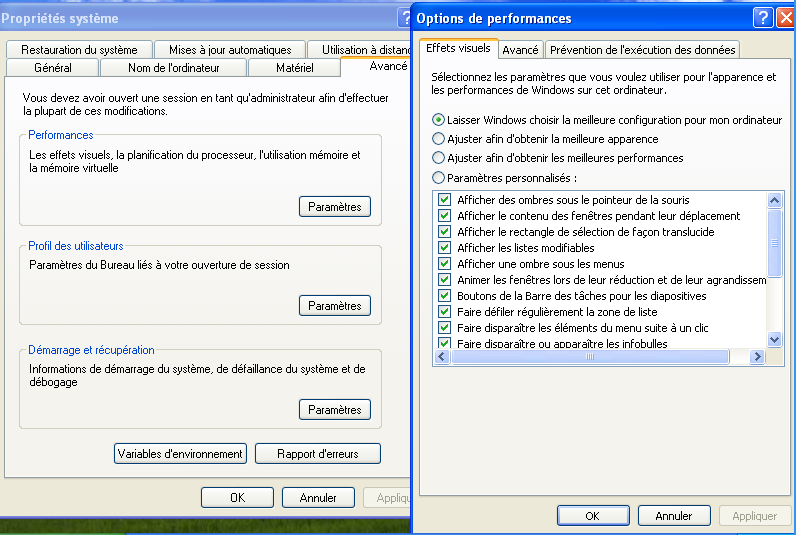 Propriétés système
Restauration du système
Mises à jour automatiques
Utilisation à distan
Général
Nom de l'ordinateur
Matériel
Avancé
Vous devez avoir ouvert une session en tant qu'administrateur afin d'effectuer
la plupart de ces modifications.
Performances
Les effets visuels, la planification du processeur, l'utilisation mémoire et
la mémoire virtuelle
Paramètres
Profil des utilisateurs
Paramètres du Bureau liés à votre ouverture de session
Paramètres
Démarrage et récupération
Informations de démarrage du système, de défaillance du système et de
débogage
Paramètres
Variables d'environnement
Rapport d'erreurs
OK
Annuler
Appliqu
Options de performances
Effets visuels
Avancé
Prévention de l'exécution des données
Sélectionnez les paramètres que vous voulez utiliser pour l'apparence et
les performances de Windows sur cet ordinateur.
Laisser Windows choisir la meilleure configuration pour mon ordinateur
Ajuster afin d'obtenir la meilleure apparence
Ajuster afin d'obtenir les meilleures performances
Paramètres personnalisés :
Afficher des ombres sous le pointeur de la souris
Afficher le contenu des fenêtres pendant leur déplacement
Afficher le rectangle de sélection de façon translucide
Afficher les listes modifiables
Afficher une ombre sous les menus
Animer les fenêtres lors de leur réduction et de leur agrandissem
Boutons de la Barre des tâches pour les diapositives
Faire défiler régulièrement la zone de liste
Faire disparaître les éléments du menu suite à un clic
Faire disparaître ou apparaître les infobulles
OK
Annuler
Appliquer